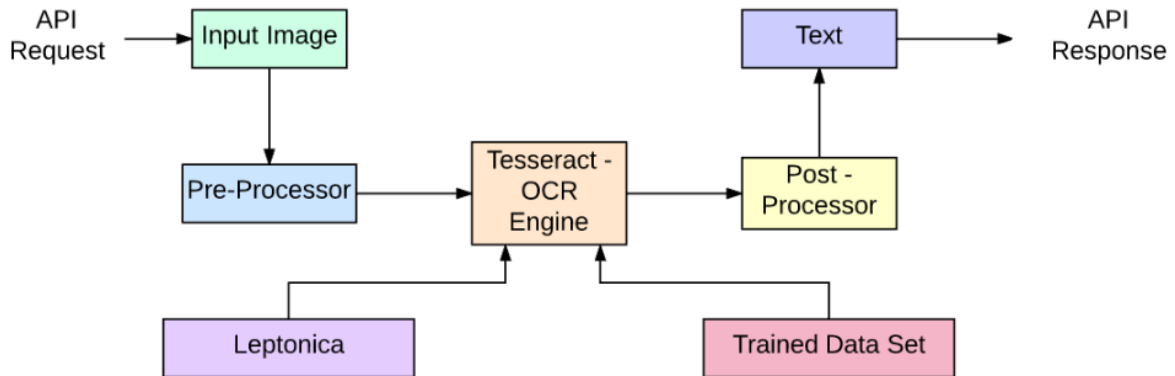 API
Request
Input Image
Text
API
Response
Pre-Processor
Tesseract -
OCR
Engine
Post -
Processor
Leptonica
Trained Data Set